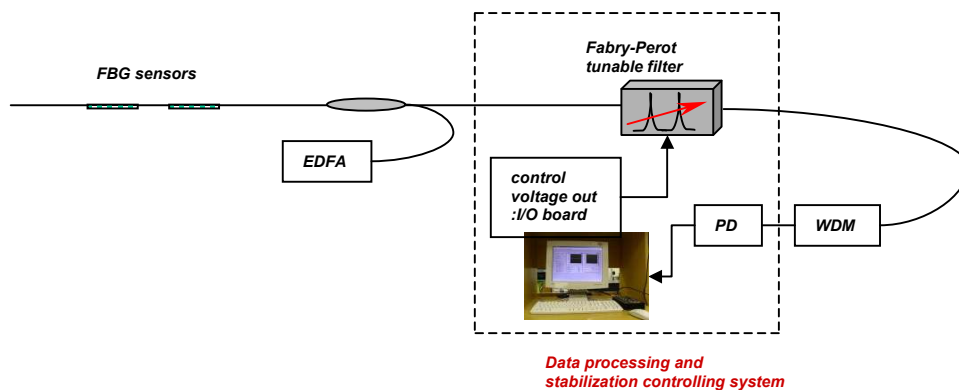 Fabry-Perot
tunable filter
FBG sensors
EDFA
control
voltage out
:I/O board
PD
WDM
Data processing and
stabilization controlling system